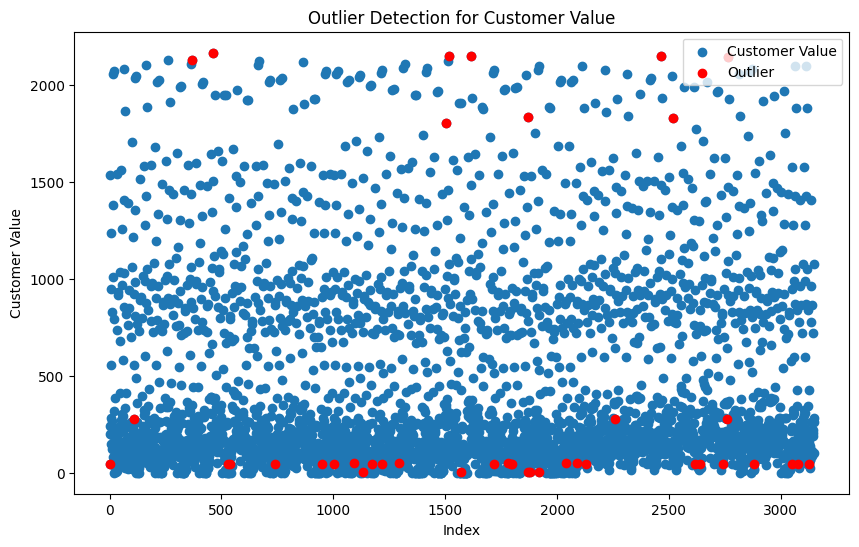 Outlier Detection for Customer Value
Customer Value
Outlier
2000
1500
1000
500
0
Customer Value
0 500 1000 1500 2000 2500 3000
Index